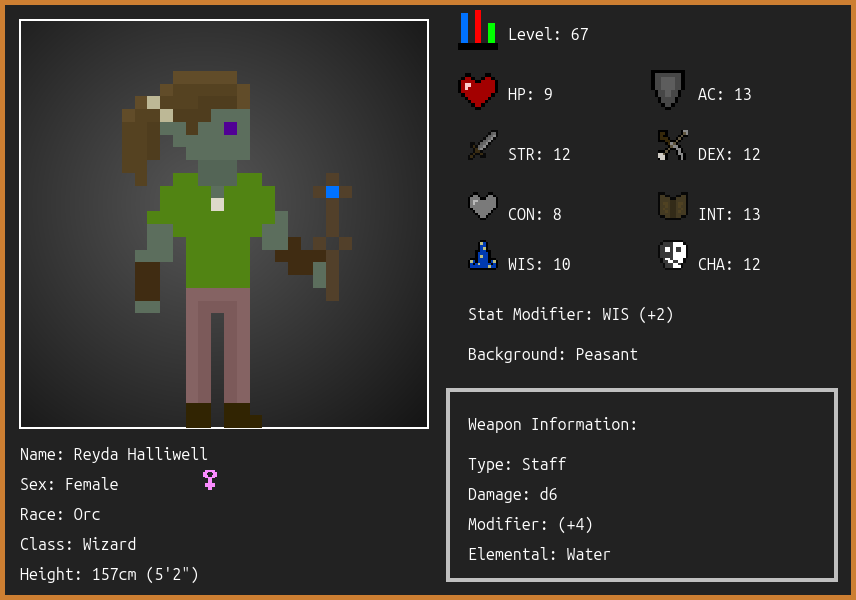 Level: 67
HP: 9
AC: 13
STR: 12
DEX: 12
CON: 8
INT: 13
WIS: 10
CHA: 12
Stat Modifier: WIS (+2)
Background: Peasant
Weapon Information:
Type: Staff
Damage: d6
Modifier: (+4)
Elemental: Water
Name: Reyda Halliwell
Sex: Female
Race: Orc
Class: Wizard
Height: 157cm (5'2")